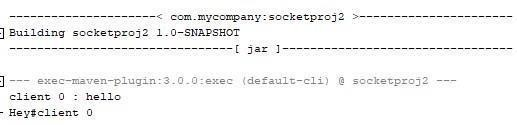 --------------------< com.mycompany:socketproj2 >---------------------
Building socketproj2 1.0-SNAPSHOT
--------------------------------[ jar ]---------------------------------
--- exec-maven-plugin:3.0.0:exec (default-cli) @ socketproj2 ---
client 0 : hello
Hey#client 0